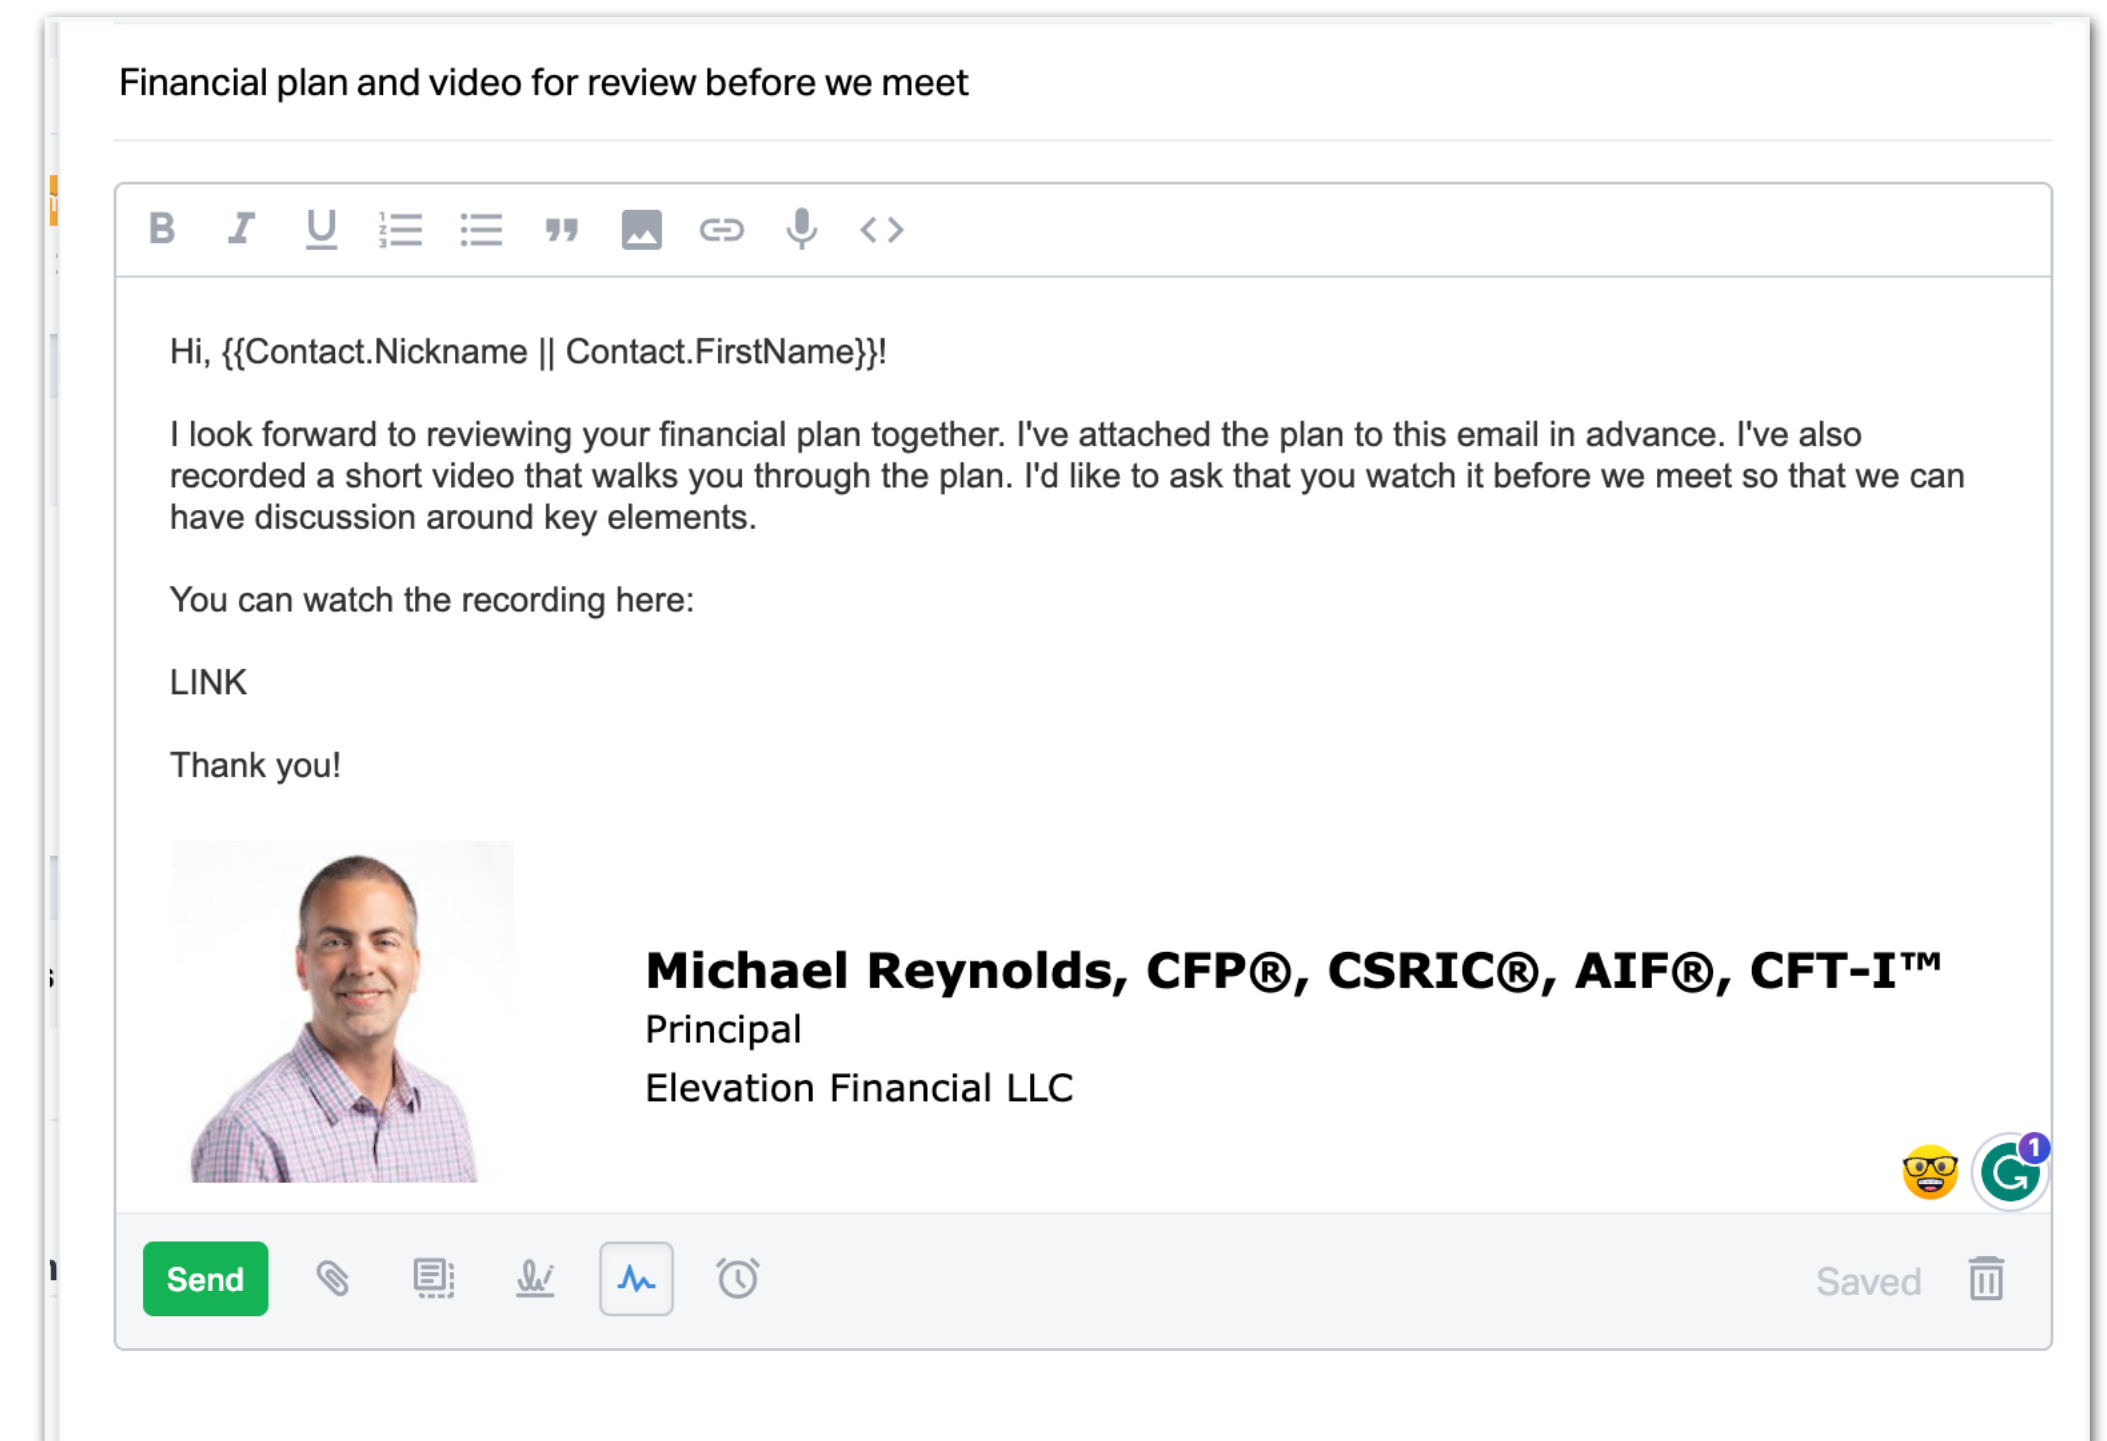 Financial plan and video for review before we meet
B I U
Hi, {{Contact.Nickname || Contact.FirstName}}!
I look forward to reviewing your financial plan together. I've attached the plan to this email in advance. I've also
recorded a short video that walks you through the plan. I'd like to ask that you watch it before we meet so that we can
have discussion around key elements.
You can watch the recording here:
LINK
Thank you!
Michael Reynolds, CFP®, CSRIC®, AIF®, CFT-I™
Principal
Elevation Financial LLC
1
Send
Saved